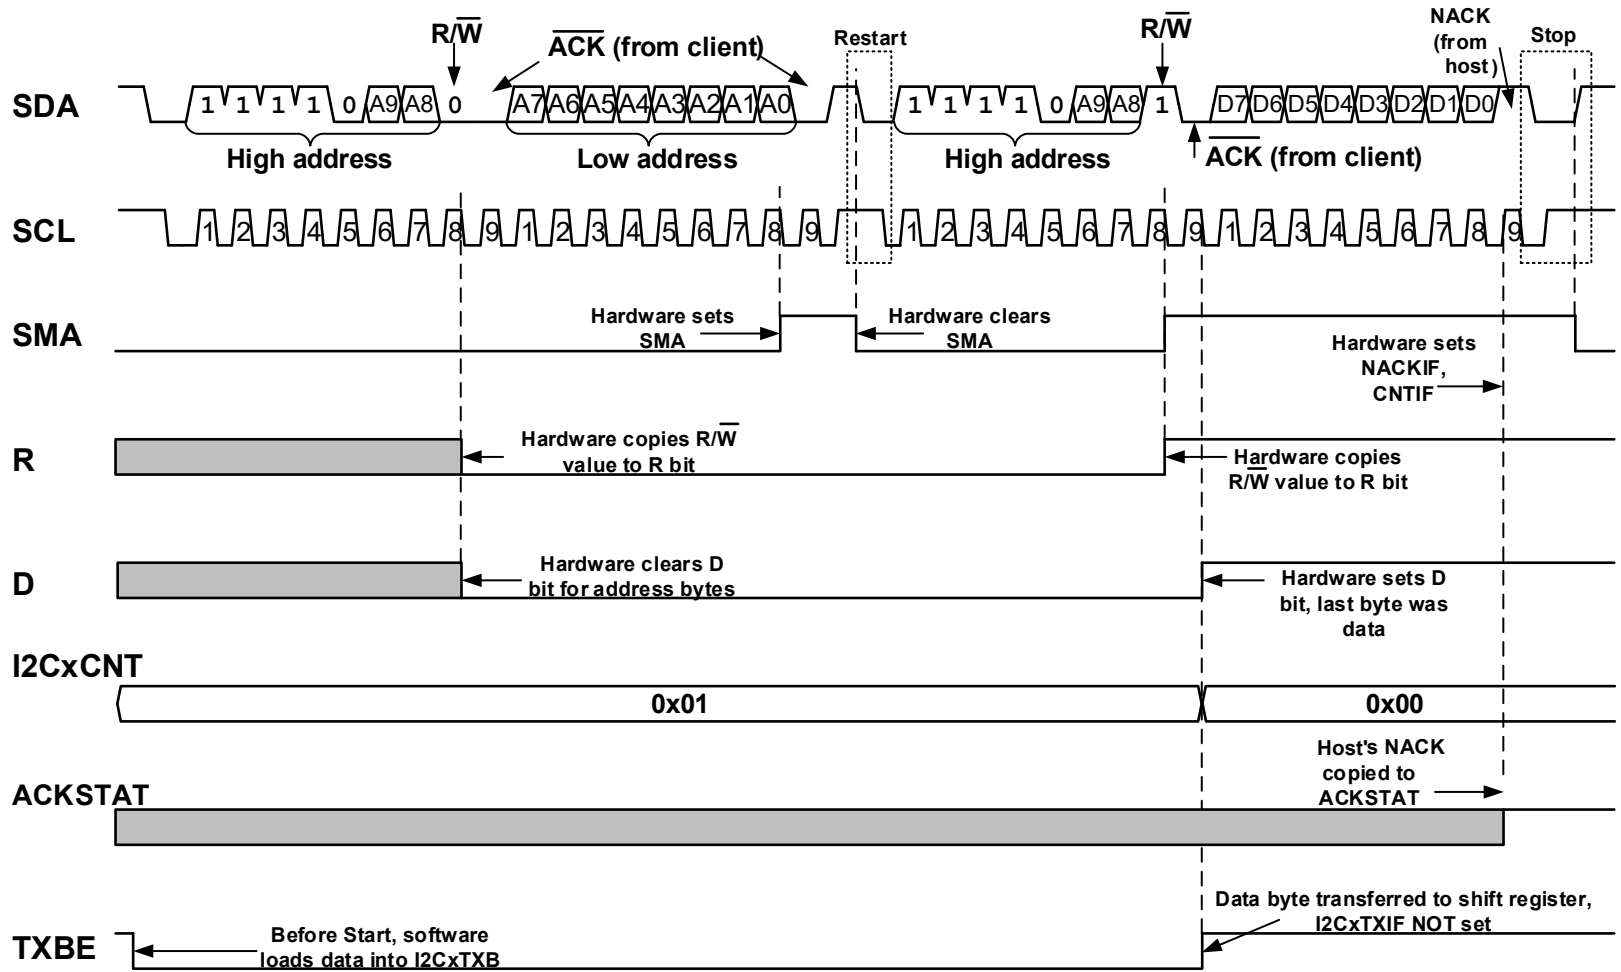 R/W
ACK (from client)
Restart
R/W
NACK
(from
host)
Stop
SDA
1 1 1 1 0 A9 A8 0 A7 A6 A5 A4 A3 A2 A1 A0 1 1 1 1 0 A9 A8 1 D7 D6 D5 D4 D3 D2 D1 D0
High address
Low address
High address
ACK (from client)
SCL
1 2 3 4 5 6 7 8 9 1 2 3 4 5 6 7 8 9 1 2 3 4 5 6 7 8 9 1 2 3 4 5 6 7 8 9
SMA
Hardware sets
SMA
Hardware clears
SMA
Hardware sets
NACKIF,
CNTIF
R
Hardware copies R/W
value to R bit
Hardware copies
R/W value to R bit
D
Hardware clears D
bit for address bytes
Hardware sets D
bit, last byte was
data
I2CxCNT
0x01
0x00
ACKSTAT
Host's NACK
copied to
ACKSTAT
TXBE
Before Start, software
loads data into I2CxTXB
Data byte transferred to shift register,
I2CxTXIF NOT set